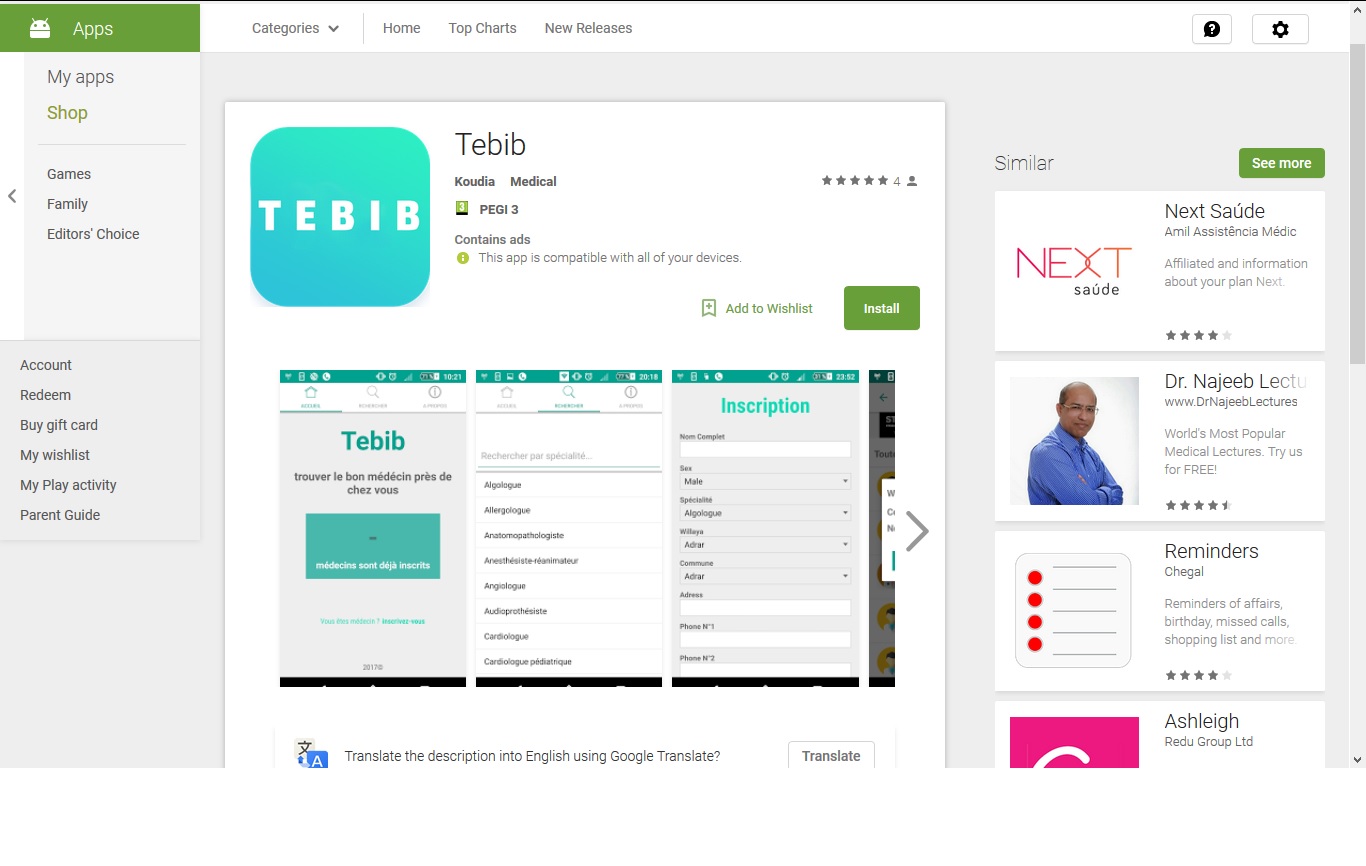 Apps
Categories
Home
Top Charts
New Releases
My apps
Shop
Games
Family
Editors' Choice
Account
Redeem
Buy gift card
My wishlist
My Play activity
Parent Guide
TEBIB
Tebib
Koudia Medical
4
3 PEGI 3
Contains ads
This app is compatible with all of your devices.
Add to Wishlist
Install
10:21
ACCUEIL
RECHERCHER
A PROPOS
Tebib
trouver le bon médécin près de
chez vous
médecins sont déjà inscrits
Vous êtes médecin ? inscrivez-vous
2017©
20:18
ACCUEIL
RECHERCHER
A PROPOS
Rechercher par spécialité...
Algologue
Allergologue
Anatomopathologiste
Anesthésiste-réanimateur
Angiologue
Audioprothésiste
Cardiologue
Cardiologue pédiatrique
23:52
Inscription
Nom Complet
Sex
Male
Spécialité
Algologue
Willaya
Adrar
Commune
Adrar
Adress
Phone N°1
Phone N°2
Toute
Translate the description into English using Google Translate?
Translate
Similar
See more
NEXT
saúde
Next Saúde
Amil Assistência Médic
Affiliated and information
about your plan Next.
Dr. Najeeb Lectu
www.DrNajeebLectures
World's Most Popular
Medical Lectures. Try us
for FREE!
Reminders
Chegal
Reminders of affairs,
birthday, missed calls,
shopping list and more.
Ashleigh
Redu Group Ltd